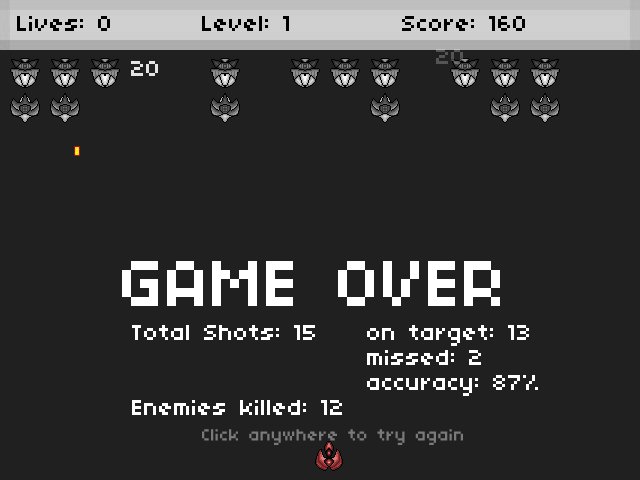 Lives: 0 Level: 1 Score: 160
20
20
GAME OVER
Total Shots: 15 on target: 13
missed: 2
accuracy: 87%
Enemies killed: 12
Click anywhere to try again